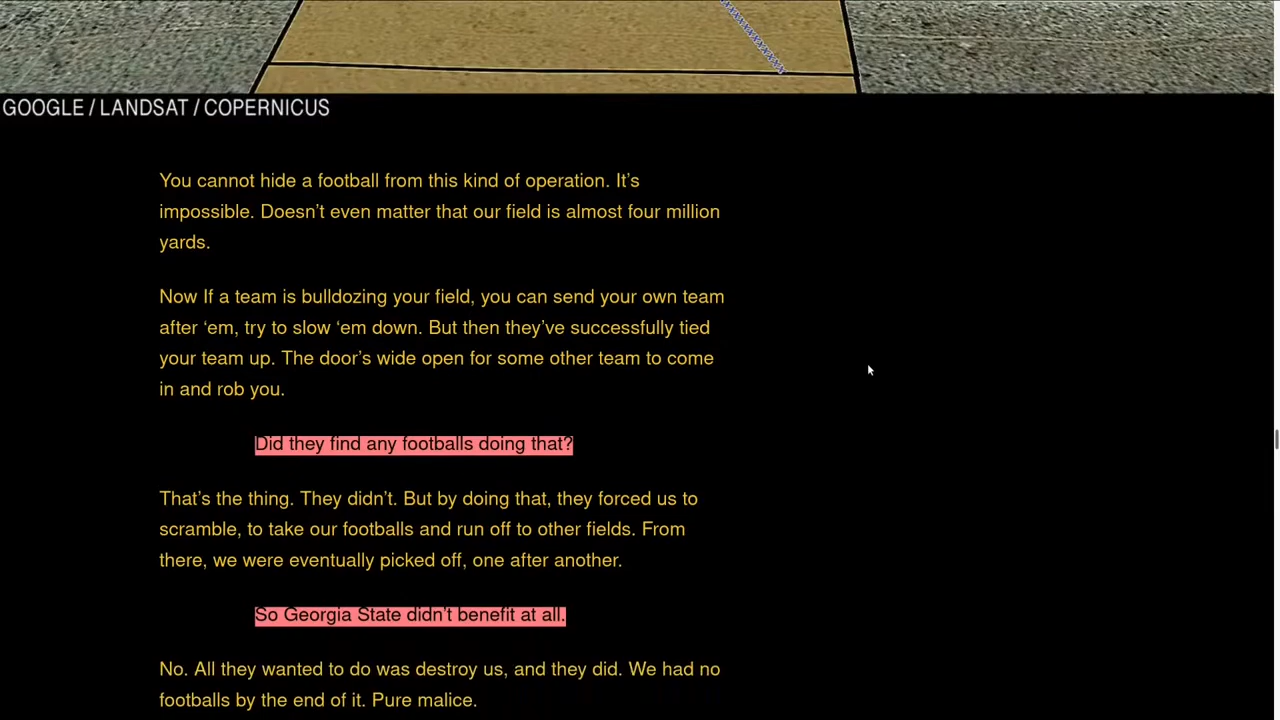 GOOGLE / LANDSAT / COPERNICUS
You cannot hide a football from this kind of operation. It’s
impossible. Doesn’t even matter that our field is almost four million
yards.
Now If a team is bulldozing your field, you can send your own team
after ‘em, try to slow ‘em down. But then they’ve successfully tied
your team up. The door’s wide open for some other team to come
in and rob you.
Did they find any footballs doing that?
That’s the thing. They didn’t. But by doing that, they forced us to
scramble, to take our footballs and run off to other fields. From
there, we were eventually picked off, one after another.
So Georgia State didn’t benefit at all.
No. All they wanted to do was destroy us, and they did. We had no
footballs by the end of it. Pure malice.